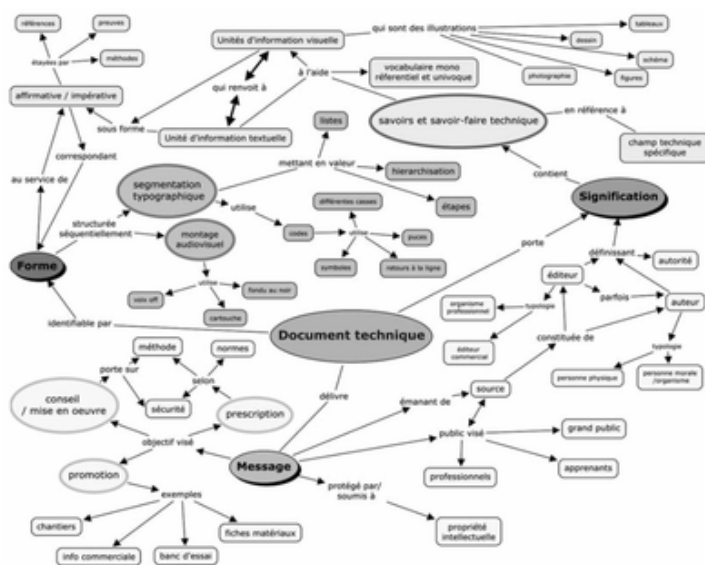 références
preuves
étayées par
méthodes
affirmative / impérative
sous forme
correspondant
au service de
Unités d'information visuelle
qui sont des illustrations
tableaux
dessin
schéma
figures
photographie
qui renvoit à
à l'aide
vocabulaire mono
réferentiel et univoque
Unité d'information textuelle
savoirs et savoir-faire technique
en référence à
champ technique
spécifique
contient
Signification
listes
mettant en valeur
hierarchisation
étapes
segmentation
typographique
utilise
codes
utilise
différentes casses
puces
symboles
retours à la ligne
structurée
séquentiellement
montage
audiovisuel
utilise
voix off
fondu au noir
cartouche
Forme
identifiable par
Document technique
porte
définissant
autorité
éditeur
parfois
auteur
typologie
organisme
professionnel
éditeur
commercial
constituée de
typologie
personne physique
personne morale
/organisme
délivre
méthode
normes
porte sur
selon
sécurité
conseil
/ mise en oeuvre
prescription
objectif visé
promotion
exemples
chantiers
info commerciale
banc d'essai
fiches matériaux
Message
émanant de
source
public visé
grand public
apprenants
professionnels
protégé par/
soumis à
propriété
intellectuelle